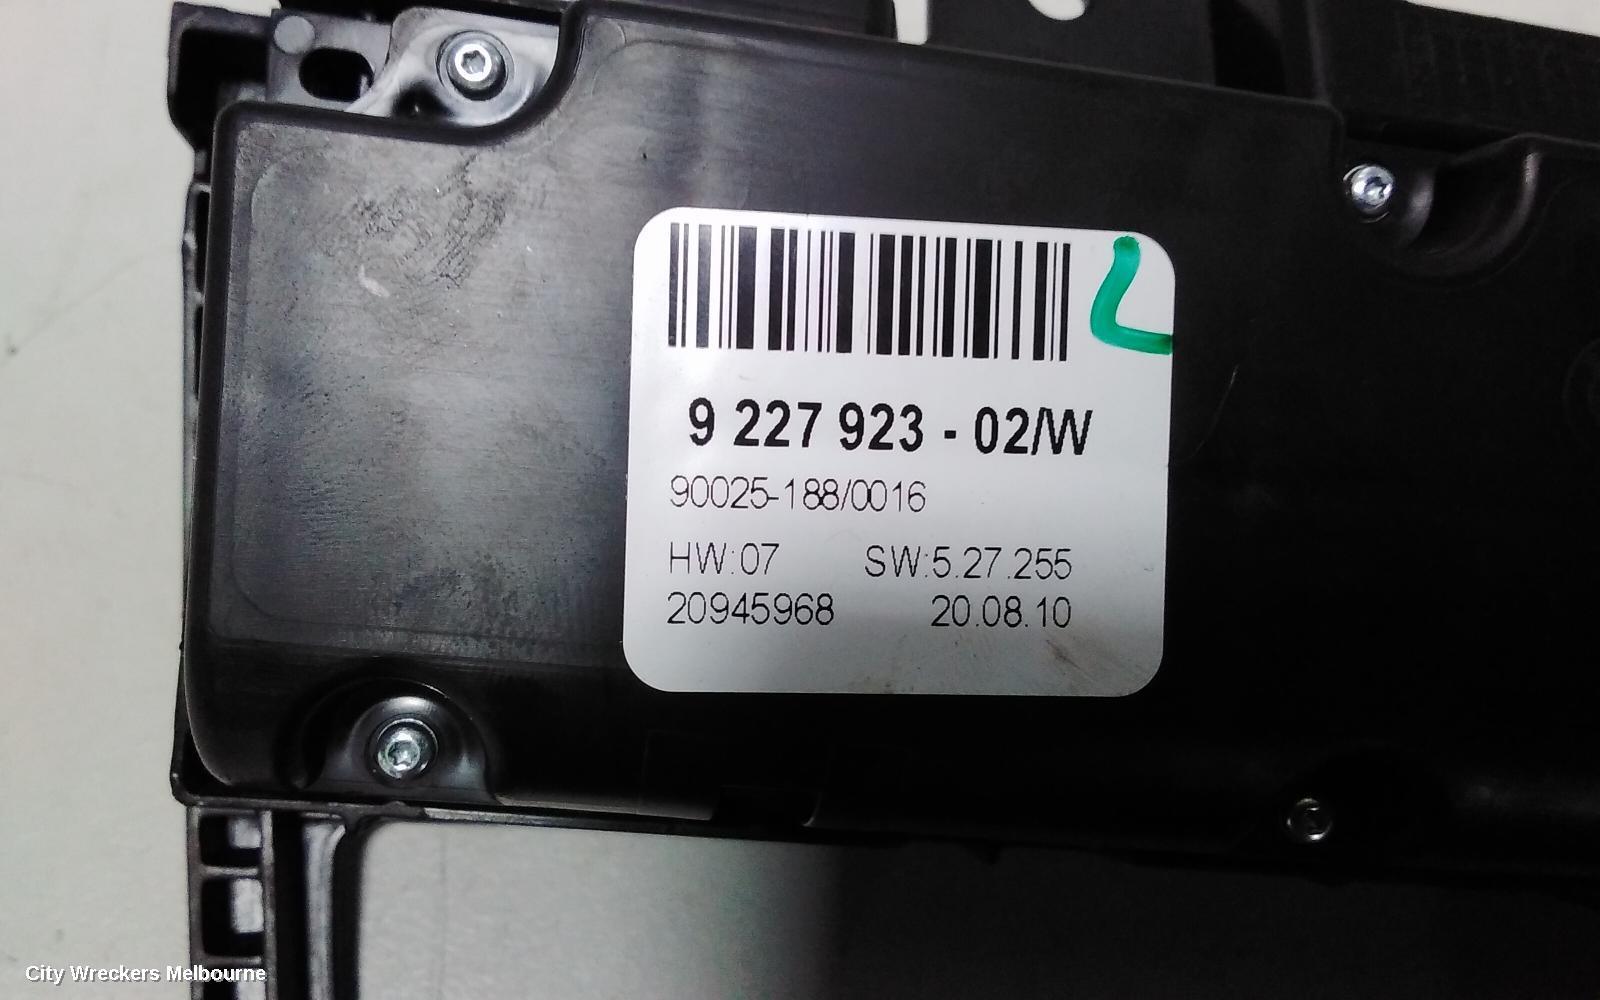 9 227 923 - 02/W
90025-188/0016
HW:07 SW:5.27.255
20945968 20.08.10
City Wreckers Melbourne